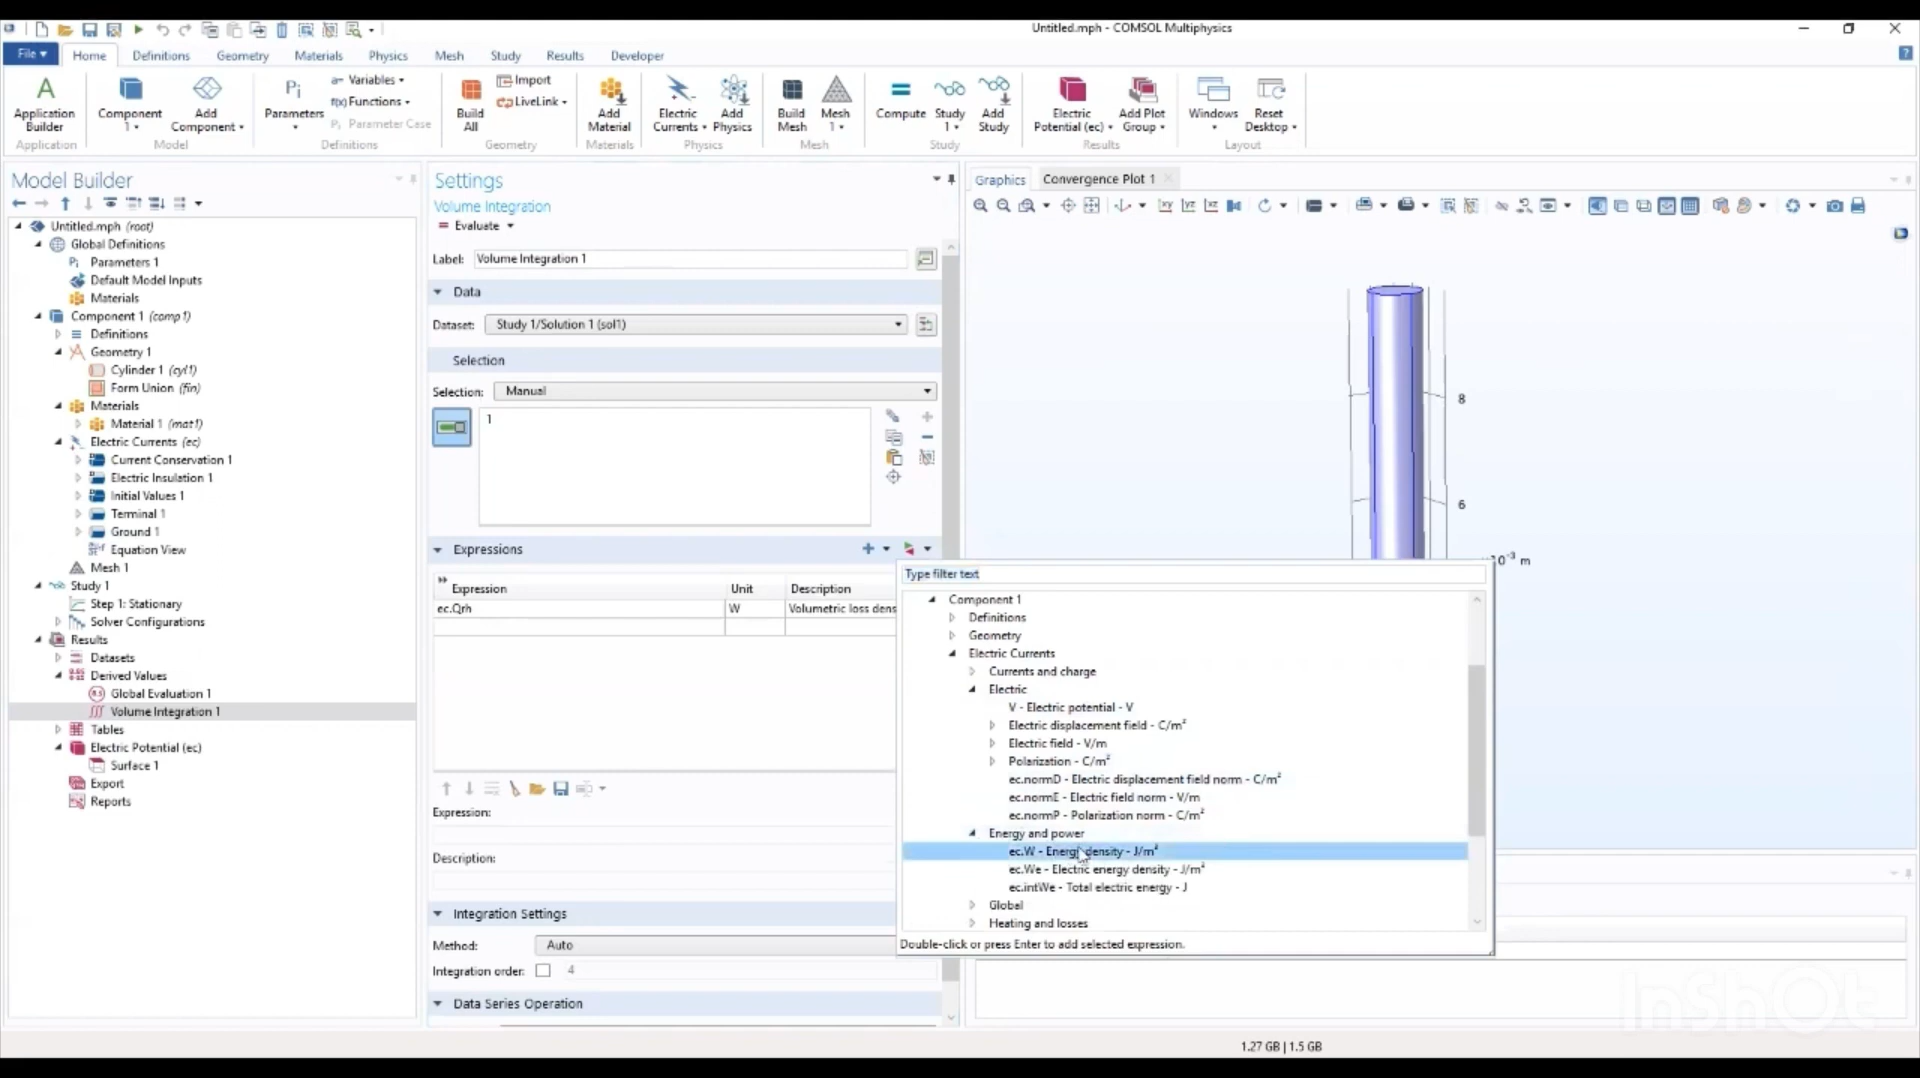 Untitled.mph - COMSOL Multiphysics
File
Home
Definitions
Geometry
Materials
Physics
Mesh
Study
Results
Developer
Application Builder
Component 1
Add Component
Parameters
a= Variables
f(x) Functions
Pi Parameter Case
Build All
Import
LiveLink
Add Material
Electric Currents
Add Physics
Build Mesh
Mesh 1
Compute
Study 1
Add Study
Electric Potential (ec)
Add Plot Group
Windows
Reset Desktop
Application
Model
Definitions
Geometry
Materials
Physics
Mesh
Study
Results
Layout
Model Builder
Untitled.mph (root)
Global Definitions
Pi Parameters 1
Default Model Inputs
Materials
Component 1 (comp1)
Definitions
Geometry 1
Cylinder 1 (cyl1)
Form Union (fin)
Materials
Material 1 (mat1)
Electric Currents (ec)
Current Conservation 1
Electric Insulation 1
Initial Values 1
Terminal 1
Ground 1
Equation View
Mesh 1
Study 1
Step 1: Stationary
Solver Configurations
Results
Datasets
Derived Values
Global Evaluation 1
Volume Integration 1
Tables
Electric Potential (ec)
Surface 1
Export
Reports
Settings
Volume Integration
= Evaluate
Label: Volume Integration 1
Data
Dataset: Study 1/Solution 1 (sol1)
Selection
Selection: Manual
1
Expressions
Expression Unit Description
ec.Qrh W Volumetric loss dens
Expression:
Description:
Integration Settings
Method: Auto
Integration order: 4
Data Series Operation
Graphics
Convergence Plot 1
8
6
Type filter text
Component 1
Definitions
Geometry
Electric Currents
Currents and charge
Electric
V - Electric potential - V
Electric displacement field - C/m²
Electric field - V/m
Polarization - C/m²
ec.normD - Electric displacement field norm - C/m²
ec.normE - Electric field norm - V/m
ec.normP - Polarization norm - C/m²
Energy and power
ec.W - Energy density - J/m³
ec.We - Electric energy density - J/m³
ec.intWe - Total electric energy - J
Global
Heating and losses
Double-click or press Enter to add selected expression.
InShOt
1.27 GB | 1.5 GB